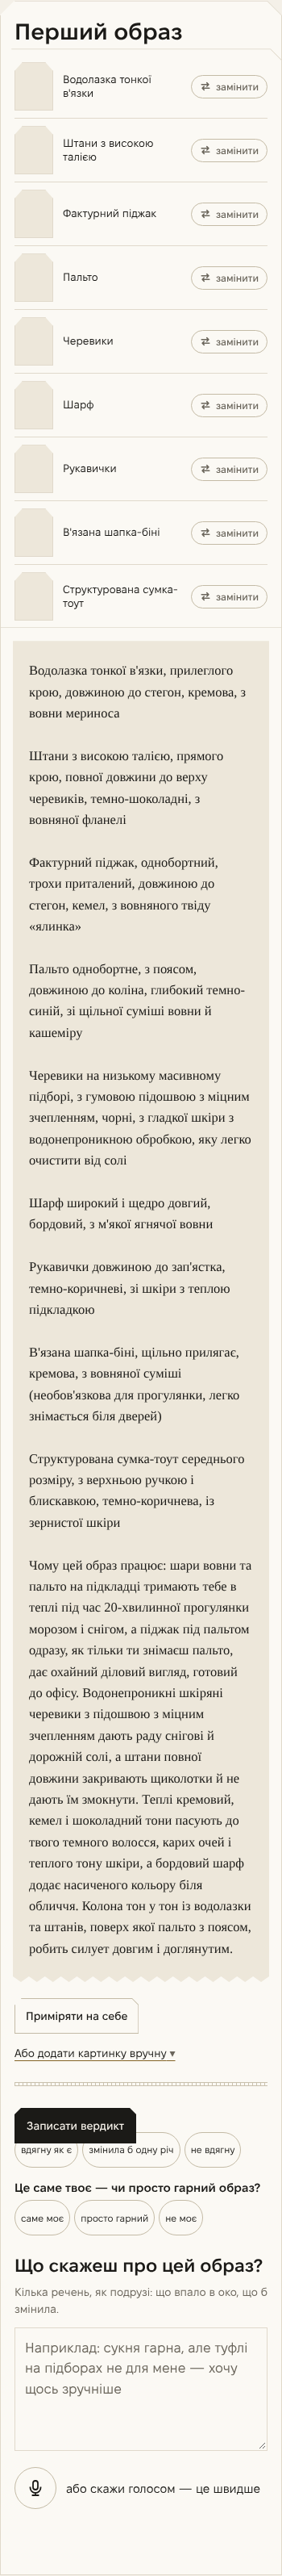 Перший образ
Водолазка тонкої
в'язки
замінити
Штани з високою
талією
замінити
Фактурний піджак
замінити
Пальто
замінити
Черевики
замінити
Шарф
замінити
Рукавички
замінити
В'язана шапка-біні
замінити
Структурована сумка-
тоут
замінити
Водолазка тонкої в'язки, прилеглого
крою, довжиною до стегон, кремова, з
вовни мериноса
Штани з високою талією, прямого
крою, повної довжини до верху
черевиків, темно-шоколадні, з
вовняної фланелі
Фактурний піджак, однобортний,
трохи приталений, довжиною до
стегон, кемел, з вовняного твіду
«ялинка»
Пальто однобортне, з поясом,
довжиною до коліна, глибокий темно-
синій, зі щільної суміші вовни й
кашеміру
Черевики на низькому масивному
підборі, з гумовою підошвою з міцним
зчепленням, чорні, з гладкої шкіри з
водонепроникною обробкою, яку легко
очистити від солі
Шарф широкий і щедро довгий,
бордовий, з м'якої ягнячої вовни
Рукавички довжиною до зап'ястка,
темно-коричневі, зі шкіри з теплою
підкладкою
В'язана шапка-біні, щільно прилягає,
кремова, з вовняної суміші
(необов'язкова для прогулянки, легко
знімається біля дверей)
Структурована сумка-тоут середнього
розміру, з верхньою ручкою і
блискавкою, темно-коричнева, із
зернистої шкіри
Чому цей образ працює: шари вовни та
пальто на підкладці тримають тебе в
теплі під час 20-хвилинної прогулянки
морозом і снігом, а піджак під пальтом
одразу, як тільки ти знімаєш пальто,
дає охайний діловий вигляд, готовий
до офісу. Водонепроникні шкіряні
черевики з підошвою з міцним
зчепленням дають раду снігові й
дорожній солі, а штани повної
довжини закривають щиколотки й не
дають їм змокнути. Теплі кремовий,
кемел і шоколадний тони пасують до
твого темного волосся, карих очей і
теплого тону шкіри, а бордовий шарф
додає насиченого кольору біля
обличчя. Колона тон у тон із водолазки
та штанів, поверх якої пальто з поясом,
робить силует довгим і доглянутим.
Приміряти на себе
Або додати картинку вручну ▾
Записати вердикт
вдягну як є
змінила б одну річ
не вдягну
Це саме твоє — чи просто гарний образ?
саме моє
просто гарний
не моє
Що скажеш про цей образ?
Кілька речень, як подрузі: що впало в око, що б
змінила.
Наприклад: сукня гарна, але туфлі
на підборах не для мене — хочу
щось зручніше
або скажи голосом — це швидше